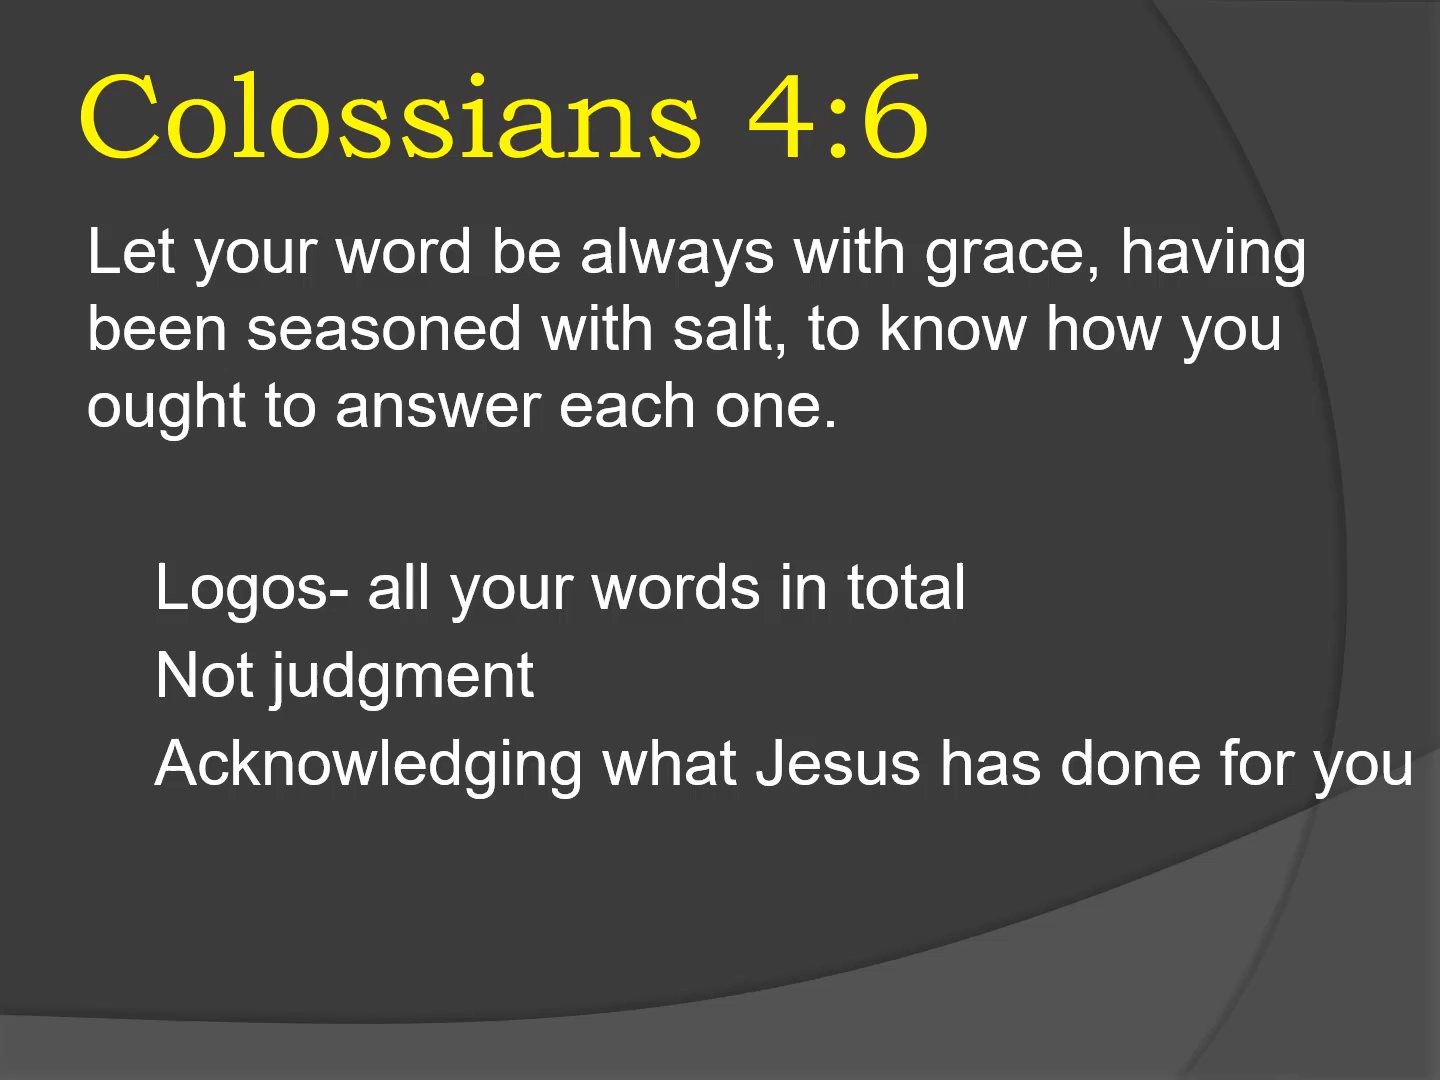 Colossians 4:6
Let your word be always with grace, having
been seasoned with salt, to know how you
ought to answer each one.
Logos- all your words in total
Not judgment
Acknowledging what Jesus has done for you